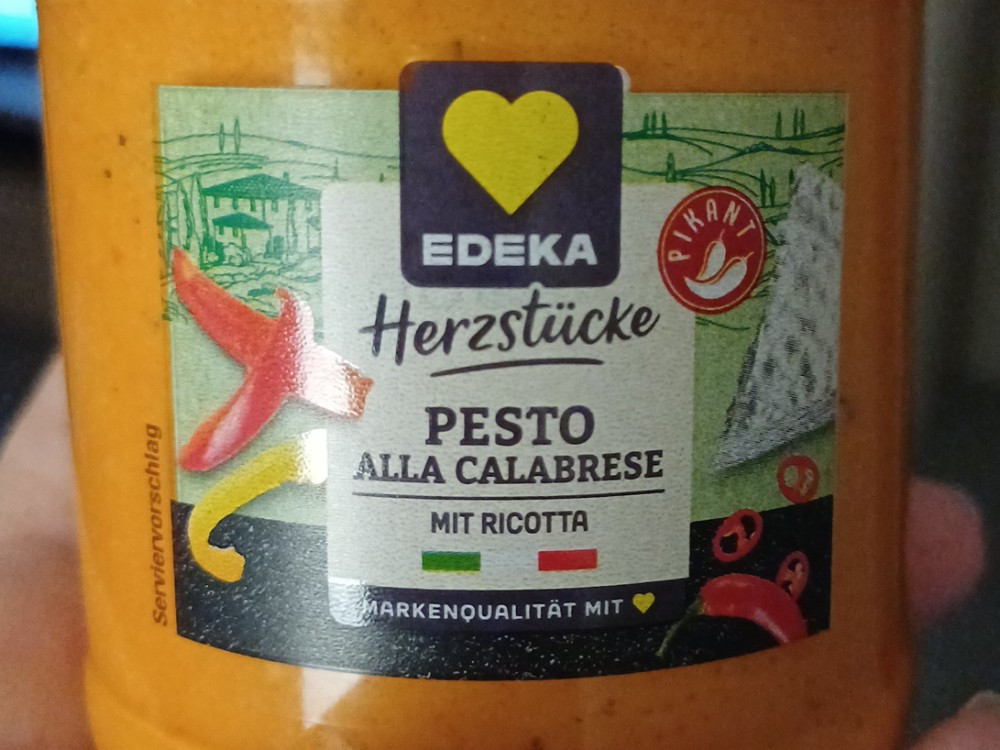 EDEKA
PIKANT
Herzstücke
PESTO
ALLA CALABRESE
MIT RICOTTA
MARKENQUALITÄT MIT
Serviervorschlag